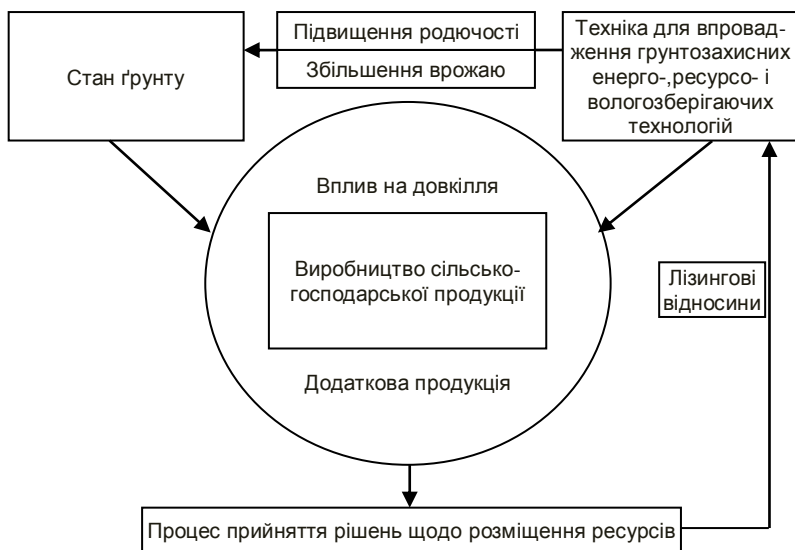 Стан ґрунту
Підвищення родючості
Збільшення врожаю
Техніка для впровад-
ження грунтозахисних
енерго-,ресурсо- і
вологозберігаючих
технологій
Вплив на довкілля
Виробництво сільсько-
господарської продукції
Додаткова продукція
Лізингові
відносини
Процес прийняття рішень щодо розміщення ресурсів